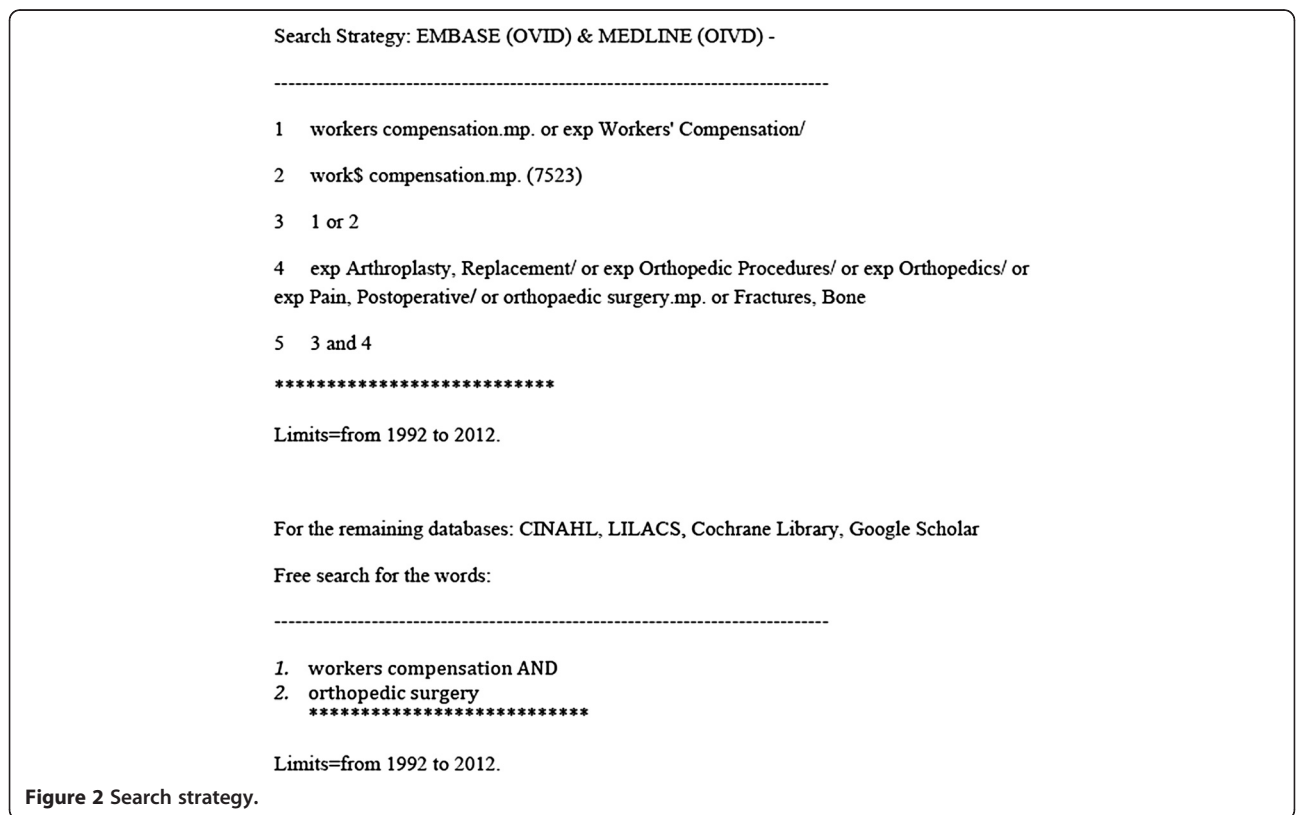 Search Strategy: EMBASE (OVID) & MEDLINE (OIVD) -
--------------------------------------------------------------------------------
1 workers compensation.mp. or exp Workers' Compensation/
2 work$ compensation.mp. (7523)
3 1 or 2
4 exp Arthroplasty, Replacement/ or exp Orthopedic Procedures/ or exp Orthopedics/ or
exp Pain, Postoperative/ or orthopaedic surgery.mp. or Fractures, Bone
5 3 and 4
***************************
Limits=from 1992 to 2012.
For the remaining databases: CINAHL, LILACS, Cochrane Library, Google Scholar
Free search for the words:
--------------------------------------------------------------------------------
1. workers compensation AND
2. orthopedic surgery
***************************
Limits=from 1992 to 2012.
Figure 2 Search strategy.